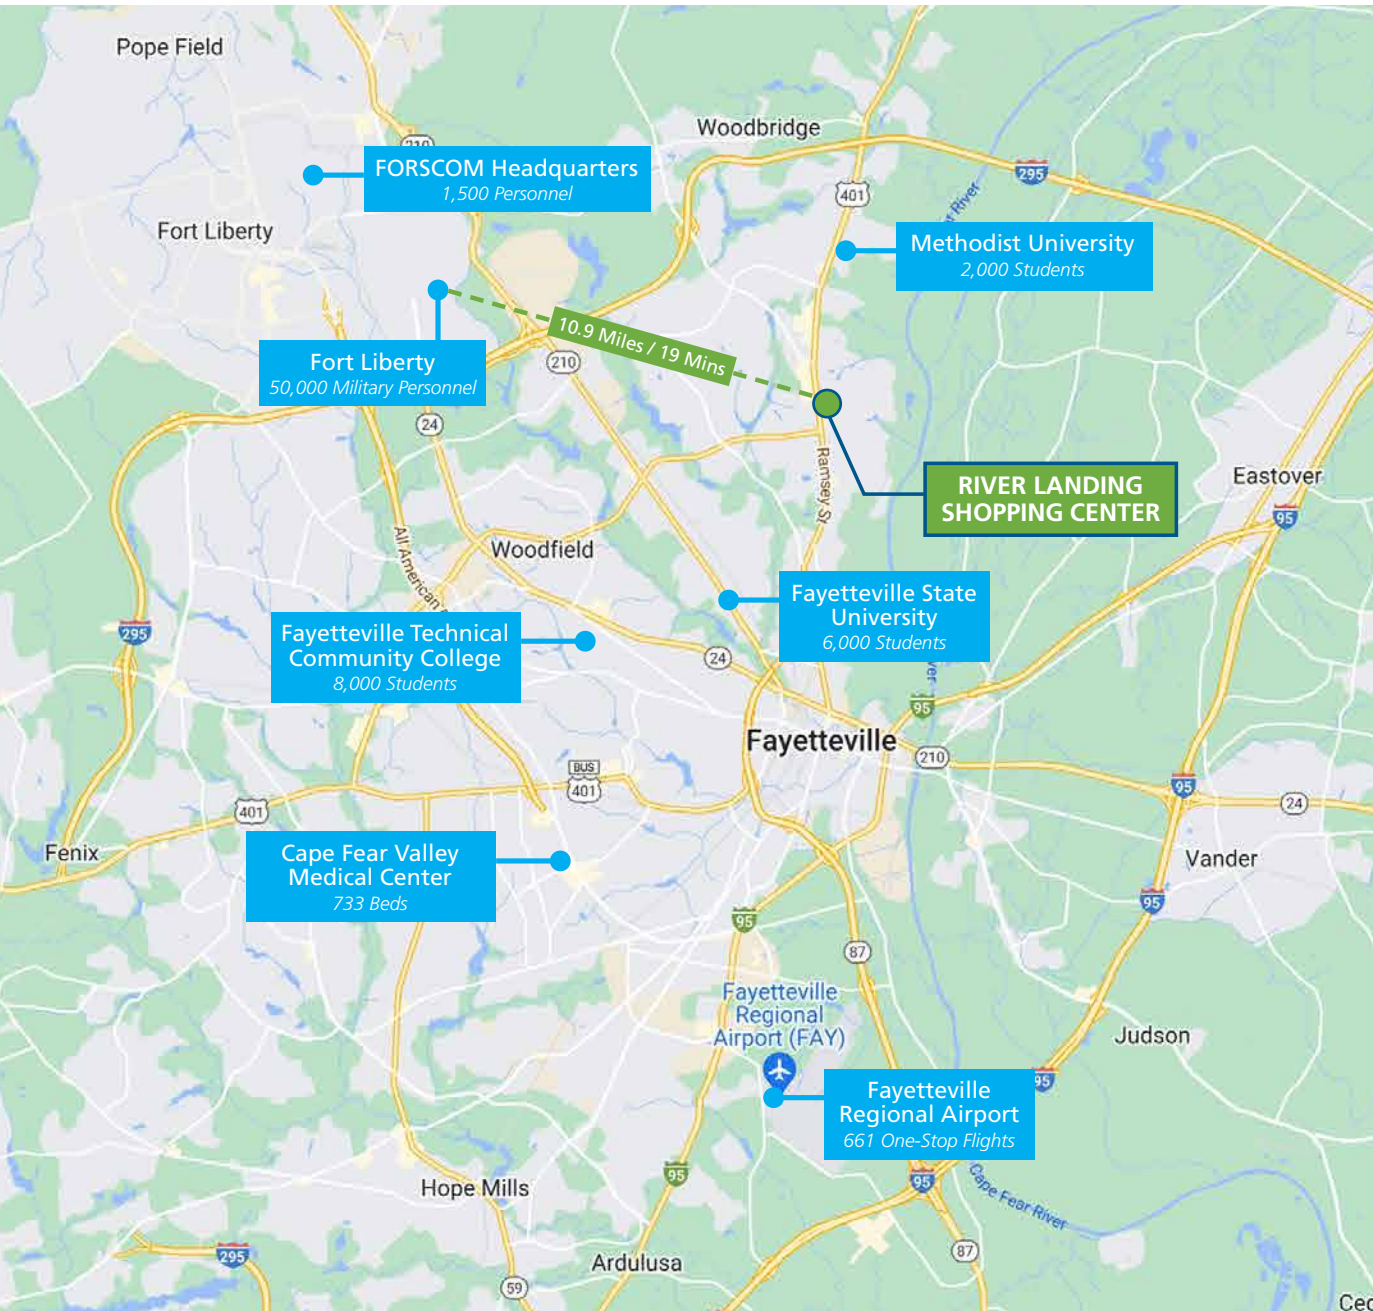 Pope Field
Woodbridge
210
FORSCOM Headquarters
1,500 Personnel
295
401
Fort Liberty
Methodist University
2,000 Students
10.9 Miles / 19 Mins
Fort Liberty
50,000 Military Personnel
210
24
Ramsey St
RIVER LANDING
SHOPPING CENTER
Eastover
95
All American
Woodfield
Fayetteville State
University
6,000 Students
295
Fayetteville Technical
Community College
8,000 Students
24
95
Fayetteville
210
BUS
401
95
24
401
Fenix
Cape Fear Valley
Medical Center
733 Beds
Vander
95
95
87
Fayetteville
Regional
Airport (FAY)
Judson
95
Fayetteville
Regional Airport
661 One-Stop Flights
95
95
Hope Mills
Cape Fear River
295
Ardulusa
87
59